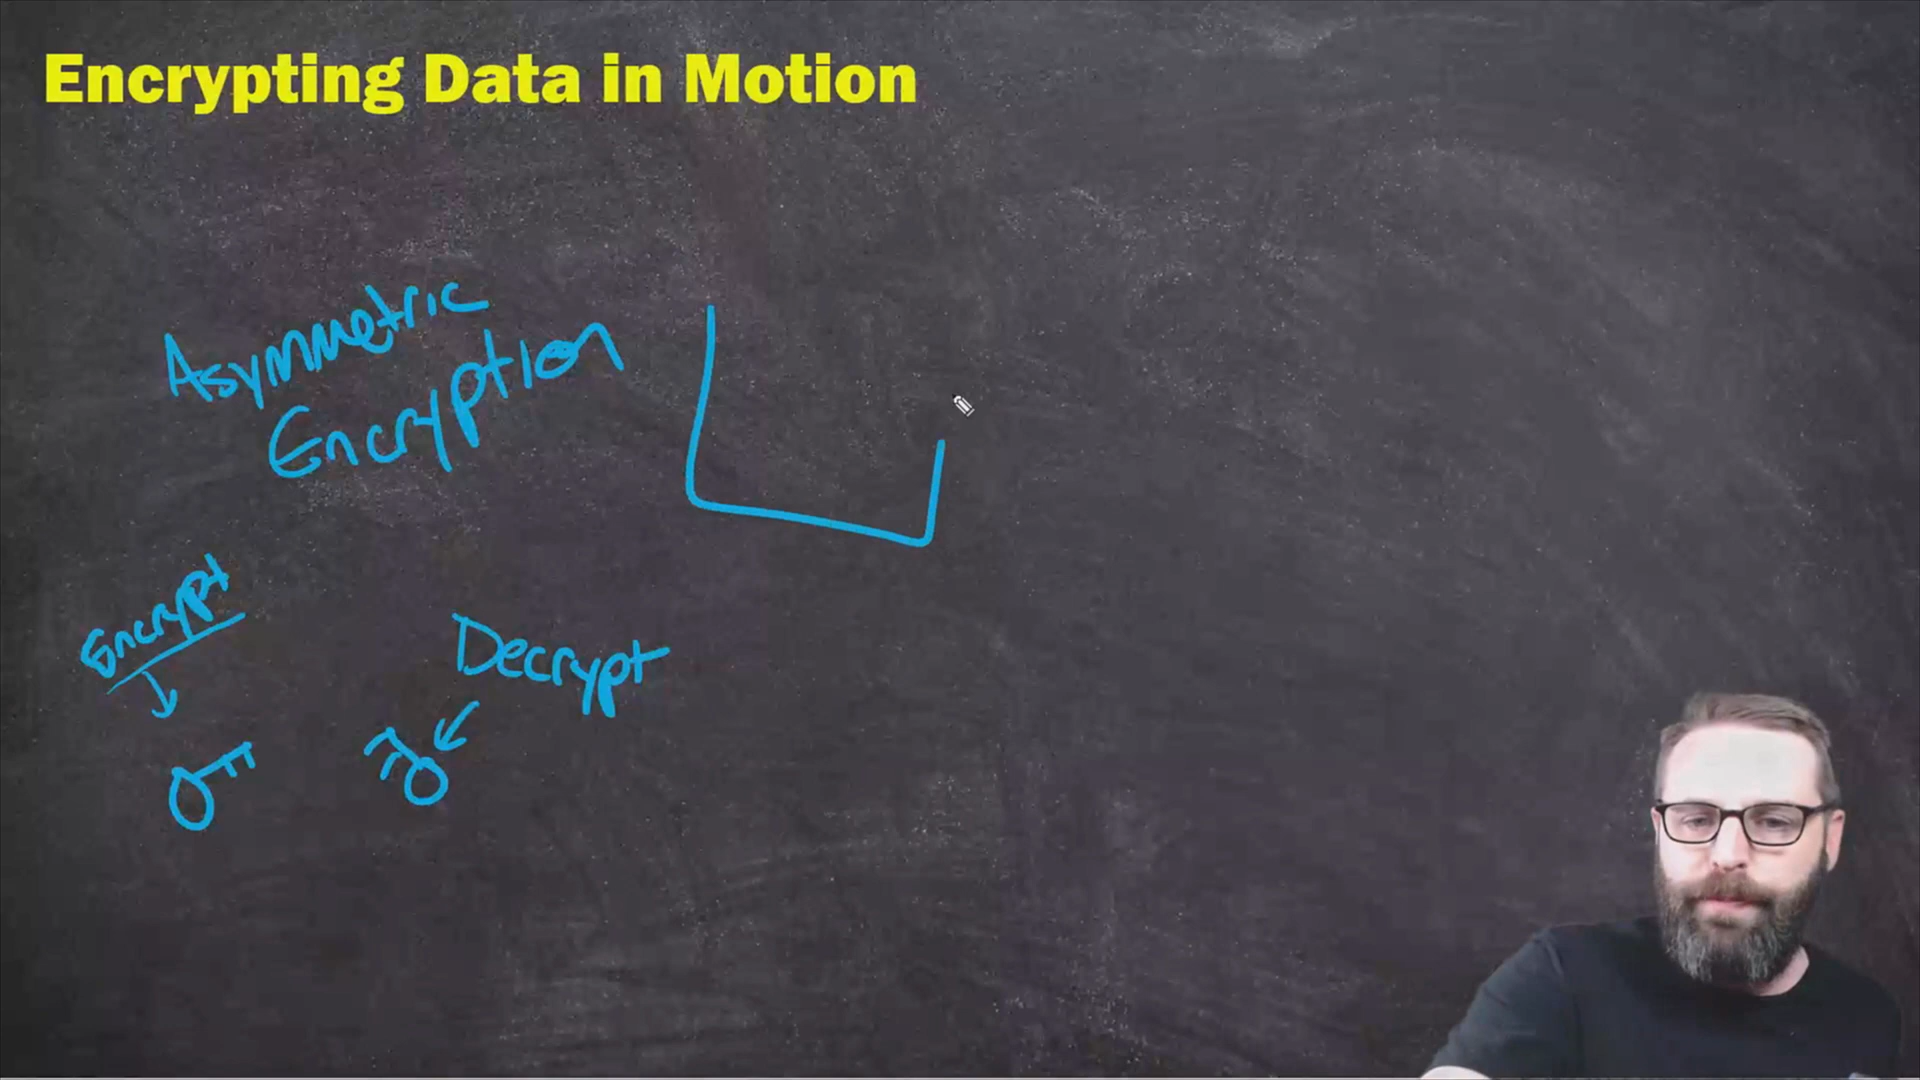 Encrypting Data in Motion
Asymmetric
Encryption
Encrypt
Decrypt